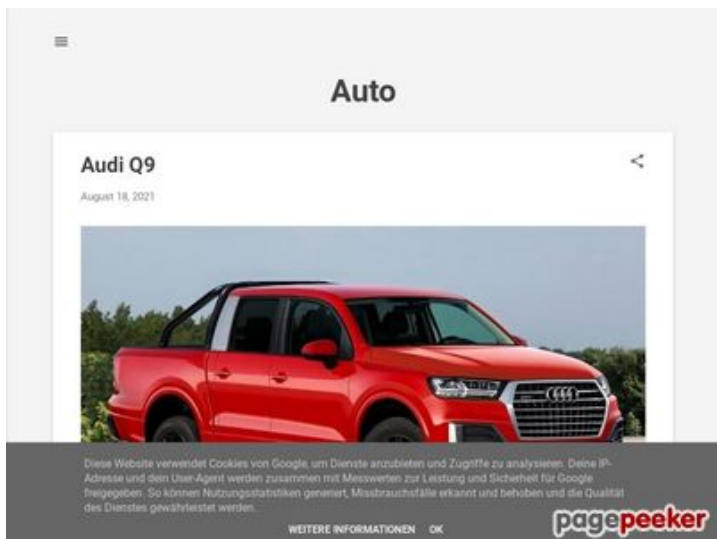 Auto
Audi Q9
August 18, 2021
Diese Website verwendet Cookies von Google, um Dienste anzubieten und Zugriffe zu analysieren. Deine IP-
Adresse und dein User-Agent werden zusammen mit Messwerten zur Leistung und Sicherheit für Google
freigegeben. So können Nutzungsstatistiken generiert, Missbrauchsfälle erkannt und behoben und die Qualität
des Dienstes gewährleistet werden.
WEITERE INFORMATIONEN OK
pagepeeker